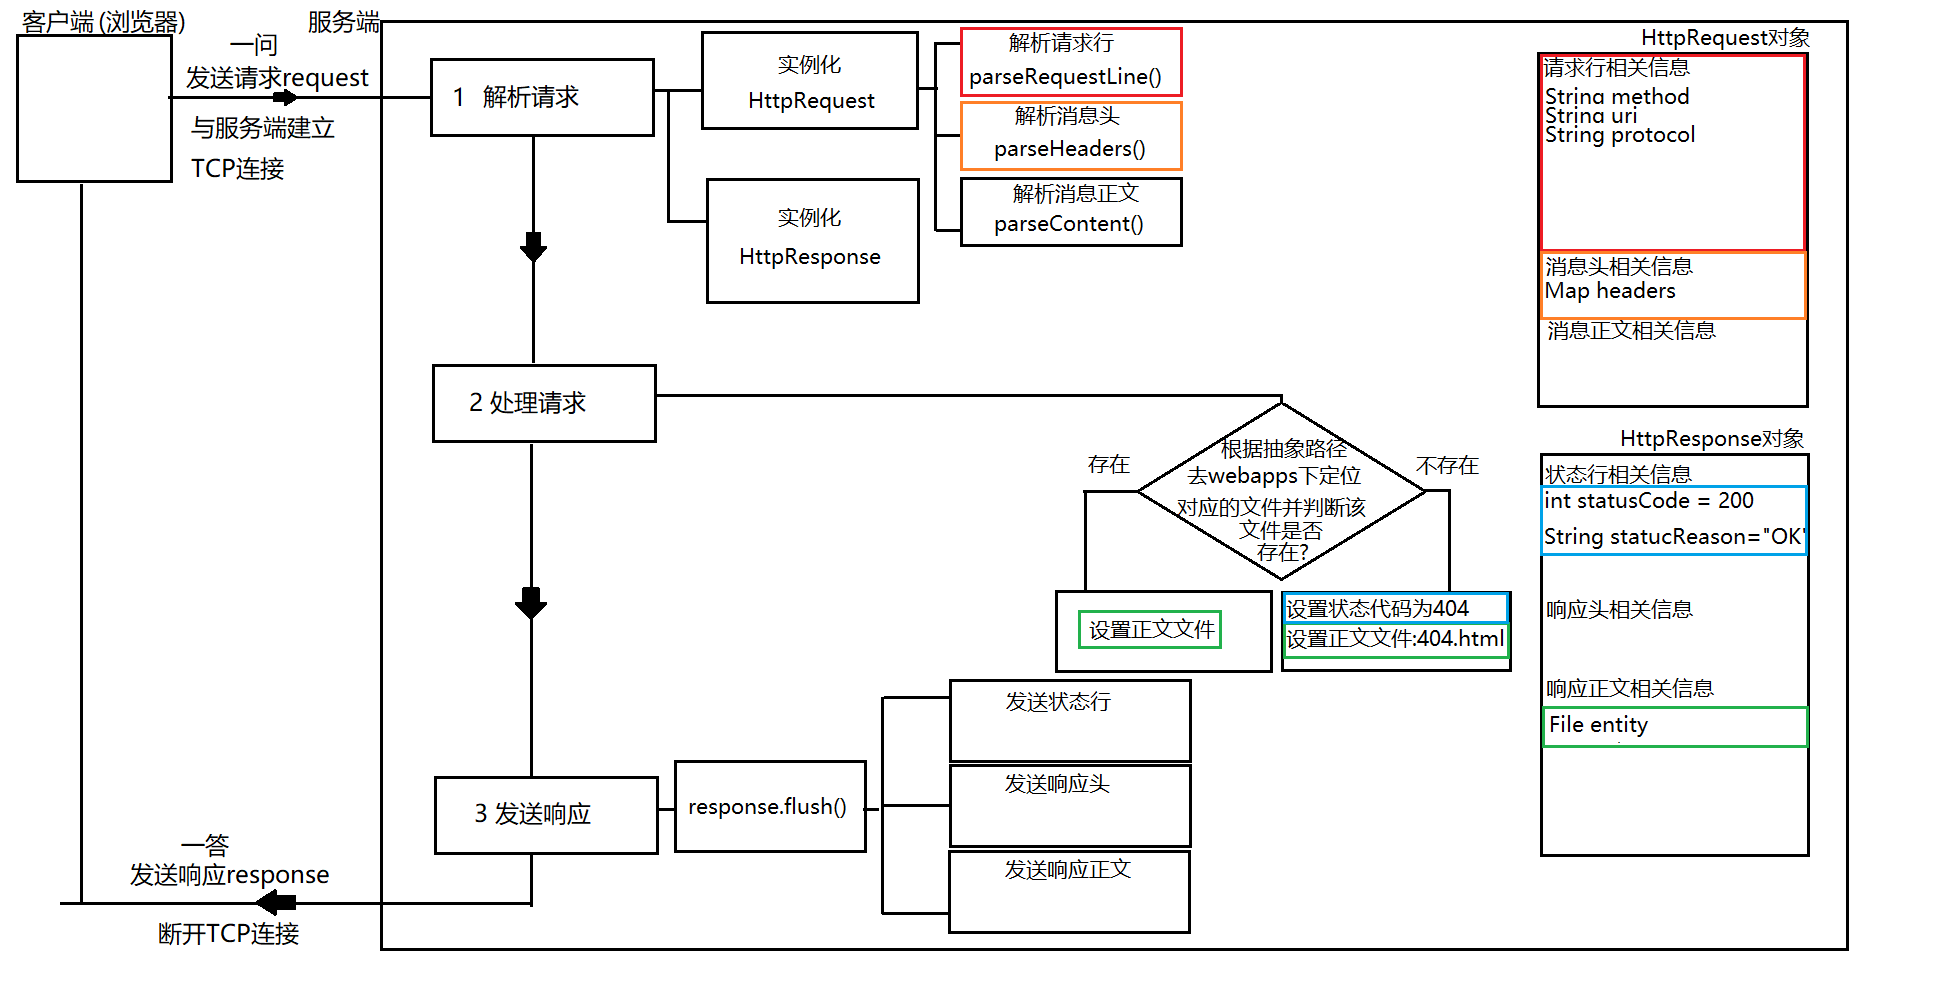 客户端 (浏览器)
一问
发送请求request
与服务端建立
TCP连接
服务端
1 解析请求
实例化
HttpRequest
解析请求行
parseRequestLine()
解析消息头
parseHeaders()
解析消息正文
parseContent()
实例化
HttpResponse
HttpRequest对象
请求行相关信息
String method
String uri
String protocol
消息头相关信息
Map headers
消息正文相关信息
2 处理请求
根据抽象路径
去webapps下定位
对应的文件并判断该
文件是否
存在?
存在
不存在
设置正文文件
设置状态代码为404
设置正文文件:404.html
HttpResponse对象
状态行相关信息
int statusCode = 200
String statucReason="OK"
响应头相关信息
响应正文相关信息
File entity
3 发送响应
response.flush()
发送状态行
发送响应头
发送响应正文
一答
发送响应response
断开TCP连接